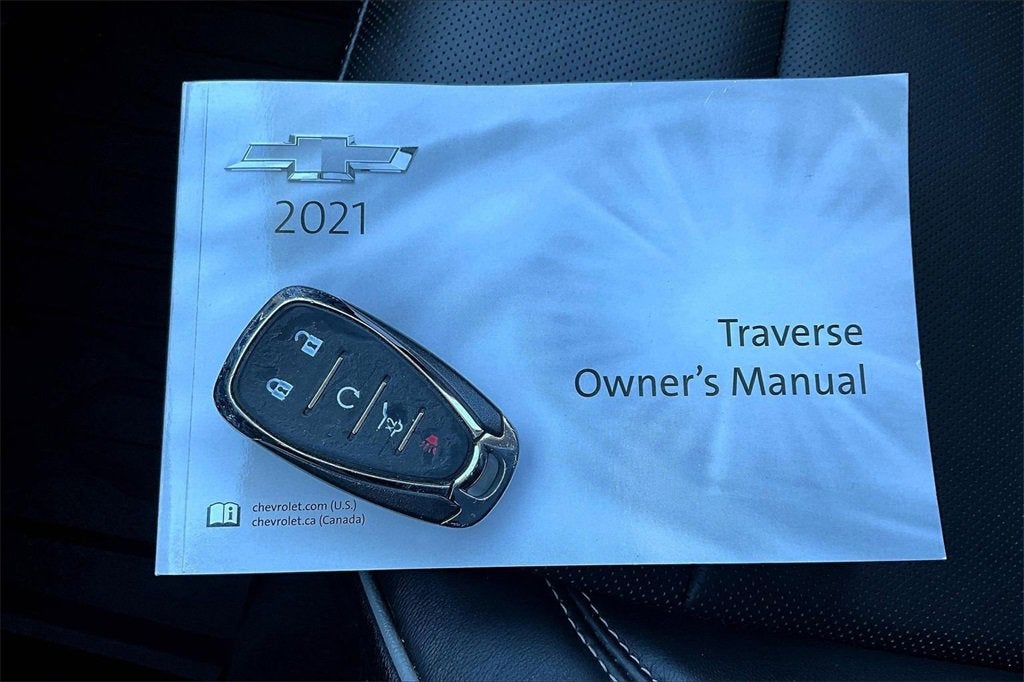 2021
Traverse
Owner's Manual
chevrolet.com (U.S.)
chevrolet.ca (Canada)